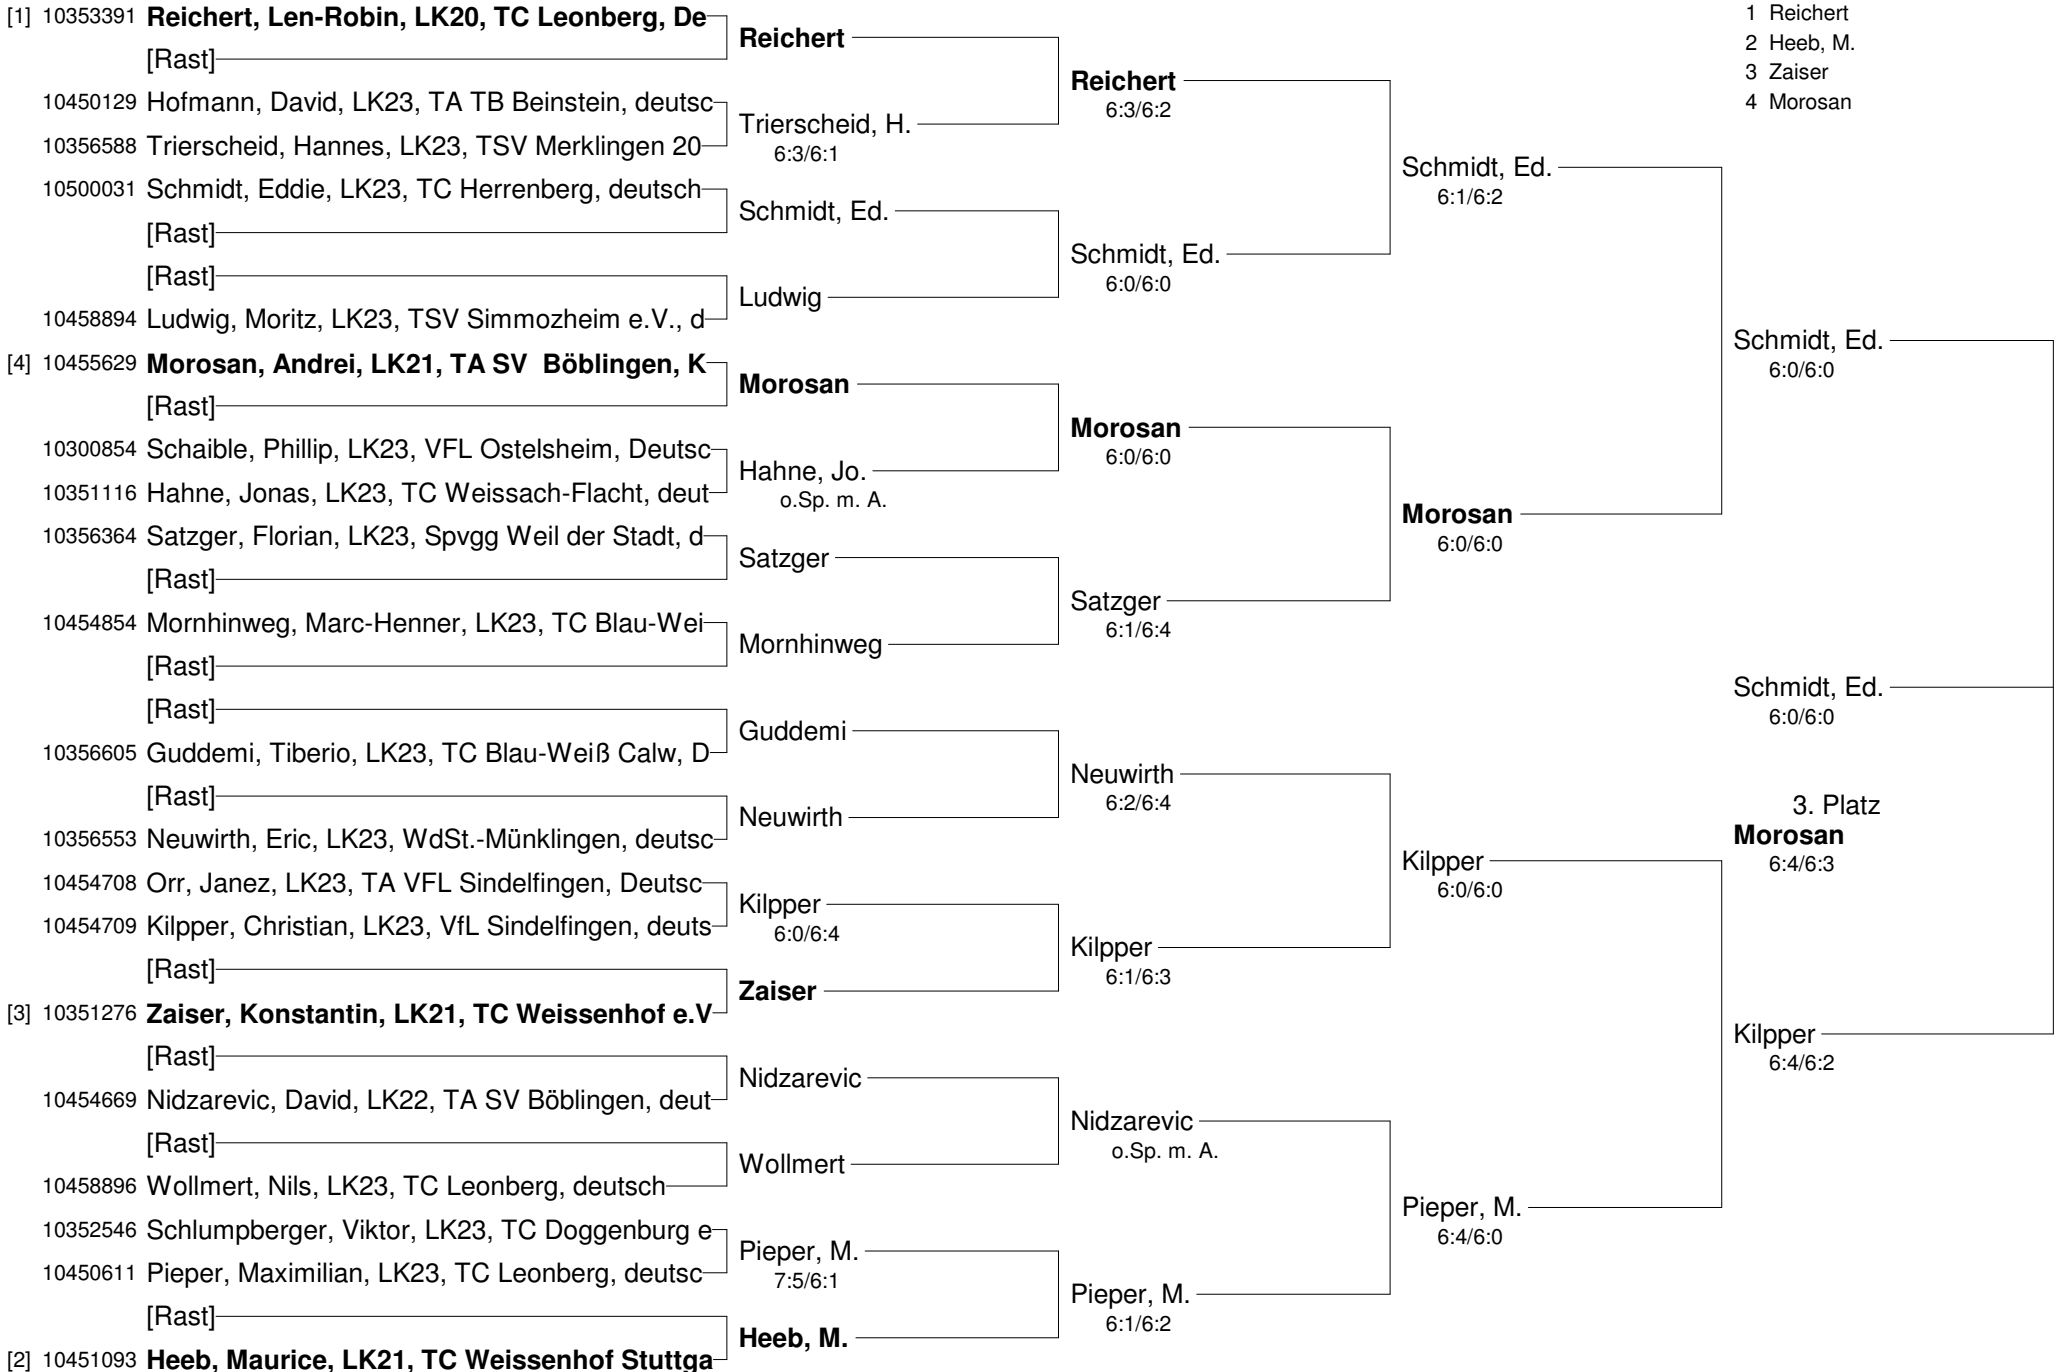 [1] 10353391 Reichert, Len-Robin, LK20, TC Leonberg, De
[Rast]
10450129 Hofmann, David, LK23, TA TB Beinstein, deutsc
10356588 Trierscheid, Hannes, LK23, TSV Merklingen 20
10500031 Schmidt, Eddie, LK23, TC Herrenberg, deutsch
[Rast]
[Rast]
10458894 Ludwig, Moritz, LK23, TSV Simmozheim e.V., d
[4] 10455629 Morosan, Andrei, LK21, TA SV  Böblingen, K
[Rast]
10300854 Schaible, Phillip, LK23, VFL Ostelsheim, Deutsc
10351116 Hahne, Jonas, LK23, TC Weissach-Flacht, deut
10356364 Satzger, Florian, LK23, Spvgg Weil der Stadt, d
[Rast]
10454854 Mornhinweg, Marc-Henner, LK23, TC Blau-Wei
[Rast]
[Rast]
10356605 Guddemi, Tiberio, LK23, TC Blau-Weiß Calw, D
[Rast]
10356553 Neuwirth, Eric, LK23, WdSt.-Münklingen, deutsc
10454708 Orr, Janez, LK23, TA VFL Sindelfingen, Deutsc
10454709 Kilpper, Christian, LK23, VfL Sindelfingen, deuts
[Rast]
[3] 10351276 Zaiser, Konstantin, LK21, TC Weissenhof e.V
[Rast]
10454669 Nidzarevic, David, LK22, TA SV Böblingen, deut
[Rast]
10458896 Wollmert, Nils, LK23, TC Leonberg, deutsch
10352546 Schlumpberger, Viktor, LK23, TC Doggenburg e
10450611 Pieper, Maximilian, LK23, TC Leonberg, deutsc
[Rast]
[2] 10451093 Heeb, Maurice, LK21, TC Weissenhof Stuttga
Reichert
Trierscheid, H.
6:3/6:1
Schmidt, Ed.
Ludwig
Morosan
Hahne, Jo.
o.Sp. m. A.
Satzger
Mornhinweg
Guddemi
Neuwirth
Kilpper
6:0/6:4
Zaiser
Nidzarevic
Wollmert
Pieper, M.
7:5/6:1
Heeb, M.
Reichert
6:3/6:2
Schmidt, Ed.
6:0/6:0
Morosan
6:0/6:0
Satzger
6:1/6:4
Neuwirth
6:2/6:4
Kilpper
6:1/6:3
Nidzarevic
o.Sp. m. A.
Pieper, M.
6:1/6:2
Schmidt, Ed.
6:1/6:2
Morosan
6:0/6:0
Kilpper
6:0/6:0
Pieper, M.
6:4/6:0
1 Reichert
2 Heeb, M.
3 Zaiser
4 Morosan
Schmidt, Ed.
6:0/6:0
Schmidt, Ed.
6:0/6:0
3. Platz
Morosan
6:4/6:3
Kilpper
6:4/6:2